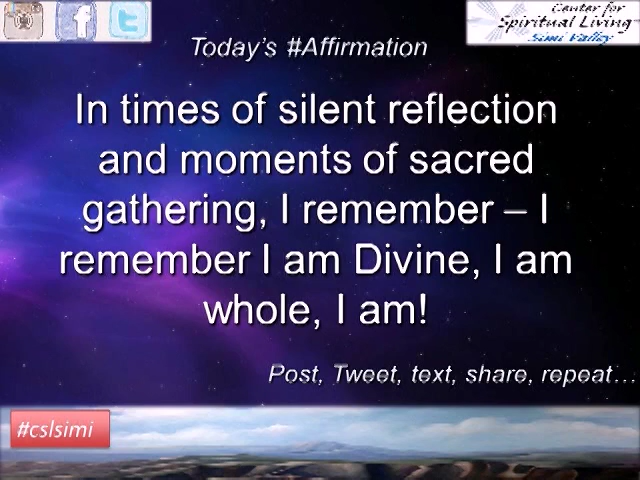 Center for
Spiritual Living
Simi Valley
Today's #Affirmation
In times of silent reflection
and moments of sacred
gathering, I remember – I
remember I am Divine, I am
whole, I am!
Post, Tweet, text, share, repeat…
#cslsimi